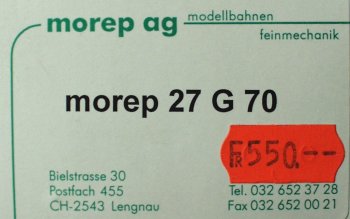 morep ag
modellbahnen
feinmechanik
morep 27 G 70
FR 550.--
Bielstrasse 30
Postfach 455
CH-2543 Lengnau
Tel. 032 652 37 28
Fax 032 652 00 21